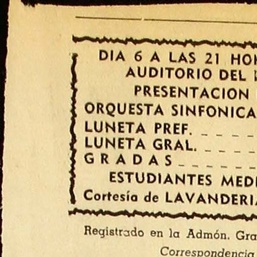 DIA 6 A LAS 21 HO
AUDITORIO DEL
PRESENTACION
ORQUESTA SINFONICA
LUNETA PREF. _ _ _ _
LUNETA GRAL. _ _ _ _
GRADAS _ _ _ _ _ _
ESTUDIANTES MED
Cortesía de LAVANDERIA
Registrado en la Admón. Gra
Correspondencia